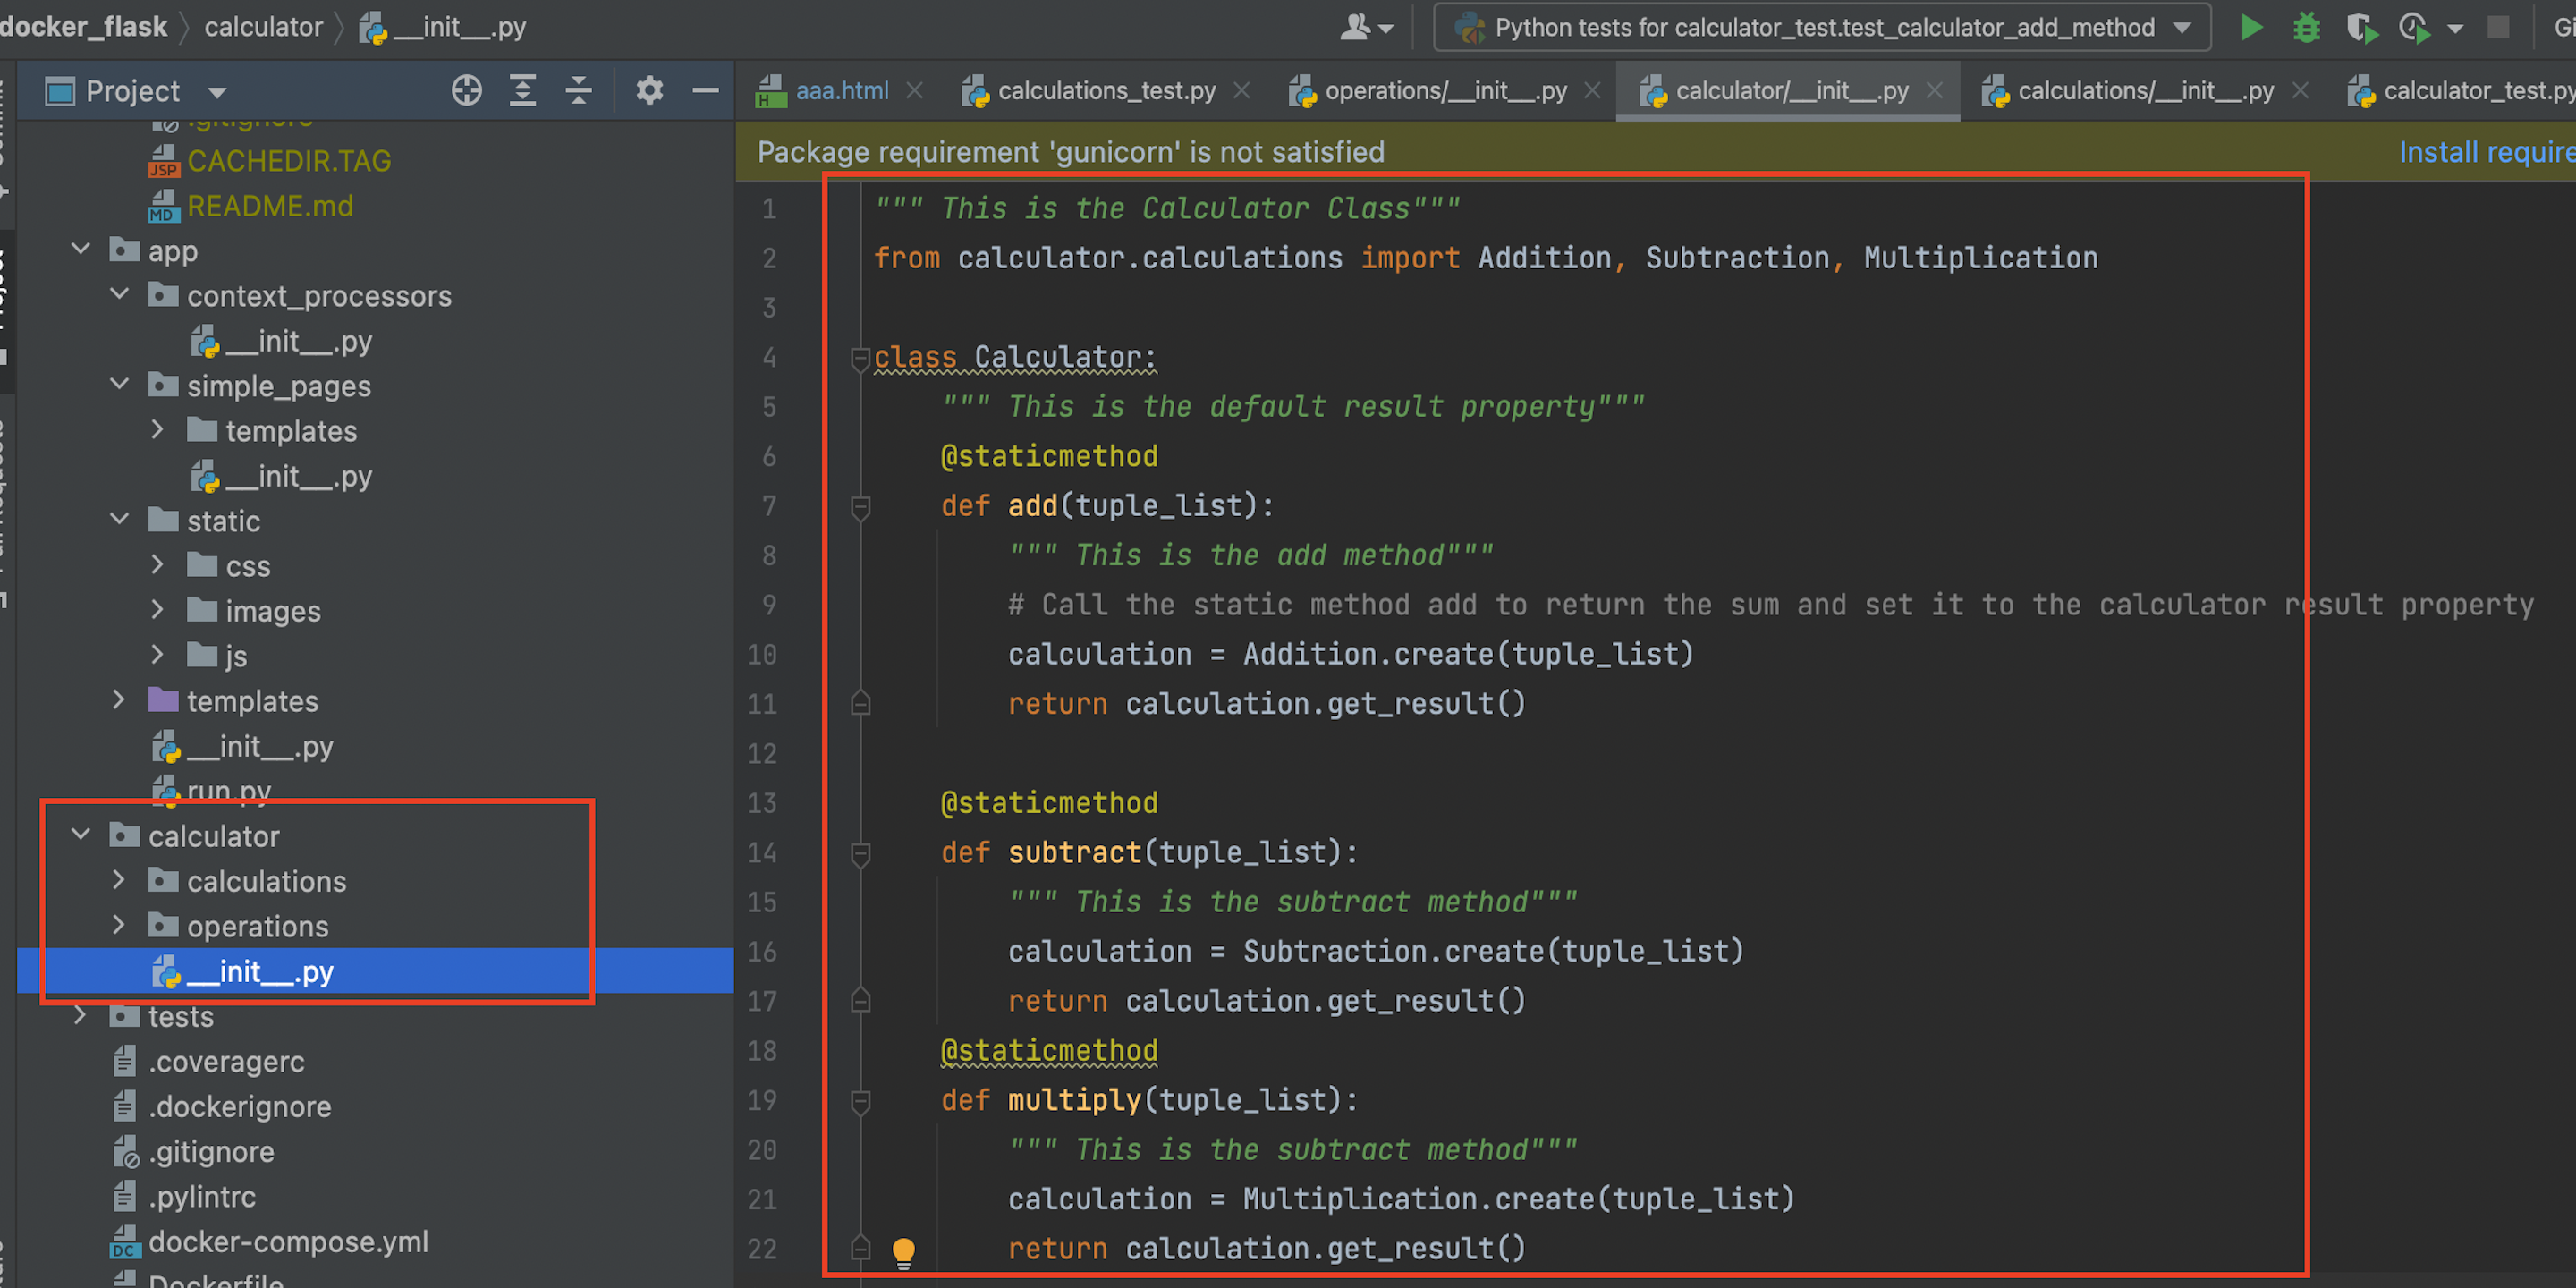 docker_flask calculator __init__.py
Python tests for calculator_test.test_calculator_add_method
Project
.gitignore
CACHEDIR.TAG
README.md
app
context_processors
__init__.py
simple_pages
templates
__init__.py
static
css
images
js
templates
__init__.py
run.py
calculator
calculations
operations
__init__.py
tests
.coveragerc
.dockerignore
.gitignore
.pylintrc
docker-compose.yml
Dockerfile
JSP
MD
DC
H
aaa.html calculations_test.py operations/__init__.py calculator/__init__.py calculations/__init__.py calculator_test.py
Package requirement 'gunicorn' is not satisfied
Install require
1 """ This is the Calculator Class"""
2 from calculator.calculations import Addition, Subtraction, Multiplication
3
4 class Calculator:
5 """ This is the default result property"""
6 @staticmethod
7 def add(tuple_list):
8 """ This is the add method"""
9 # Call the static method add to return the sum and set it to the calculator result property
10 calculation = Addition.create(tuple_list)
11 return calculation.get_result()
12
13 @staticmethod
14 def subtract(tuple_list):
15 """ This is the subtract method"""
16 calculation = Subtraction.create(tuple_list)
17 return calculation.get_result()
18 @staticmethod
19 def multiply(tuple_list):
20 """ This is the subtract method"""
21 calculation = Multiplication.create(tuple_list)
22 return calculation.get_result()